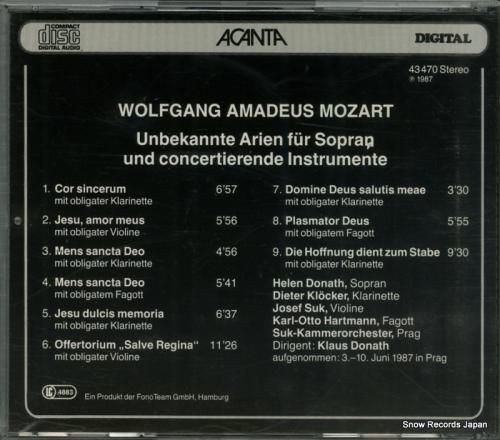 COMPACT
disc
DIGITAL AUDIO
ACANTA
DIGITAL
43 470 Stereo
℗ 1987
WOLFGANG AMADEUS MOZART
Unbekannte Arien für Sopran
und concertierende Instrumente
1. Cor sincerum 6'57
mit obligater Klarinette
2. Jesu, amor meus 5'56
mit obligater Violine
3. Mens sancta Deo 4'56
mit obligater Klarinette
4. Mens sancta Deo 5'41
mit obligatem Fagott
5. Jesu dulcis memoria 6'37
mit obligater Klarinette
6. Offertorium „Salve Regina“ 11'26
mit obligater Violine
7. Domine Deus salutis meae 3'30
mit obligater Klarinette
8. Plasmator Deus 5'55
mit obligatem Fagott
9. Die Hoffnung dient zum Stabe 9'30
mit obligater Klarinette
Helen Donath, Sopran
Dieter Klöcker, Klarinette
Josef Suk, Violine
Karl-Otto Hartmann, Fagott
Suk-Kammerorchester, Prag
Dirigent: Klaus Donath
aufgenommen: 3.–10. Juni 1987 in Prag
LC 4883
Ein Produkt der FonoTeam GmbH, Hamburg
Snow Records Japan